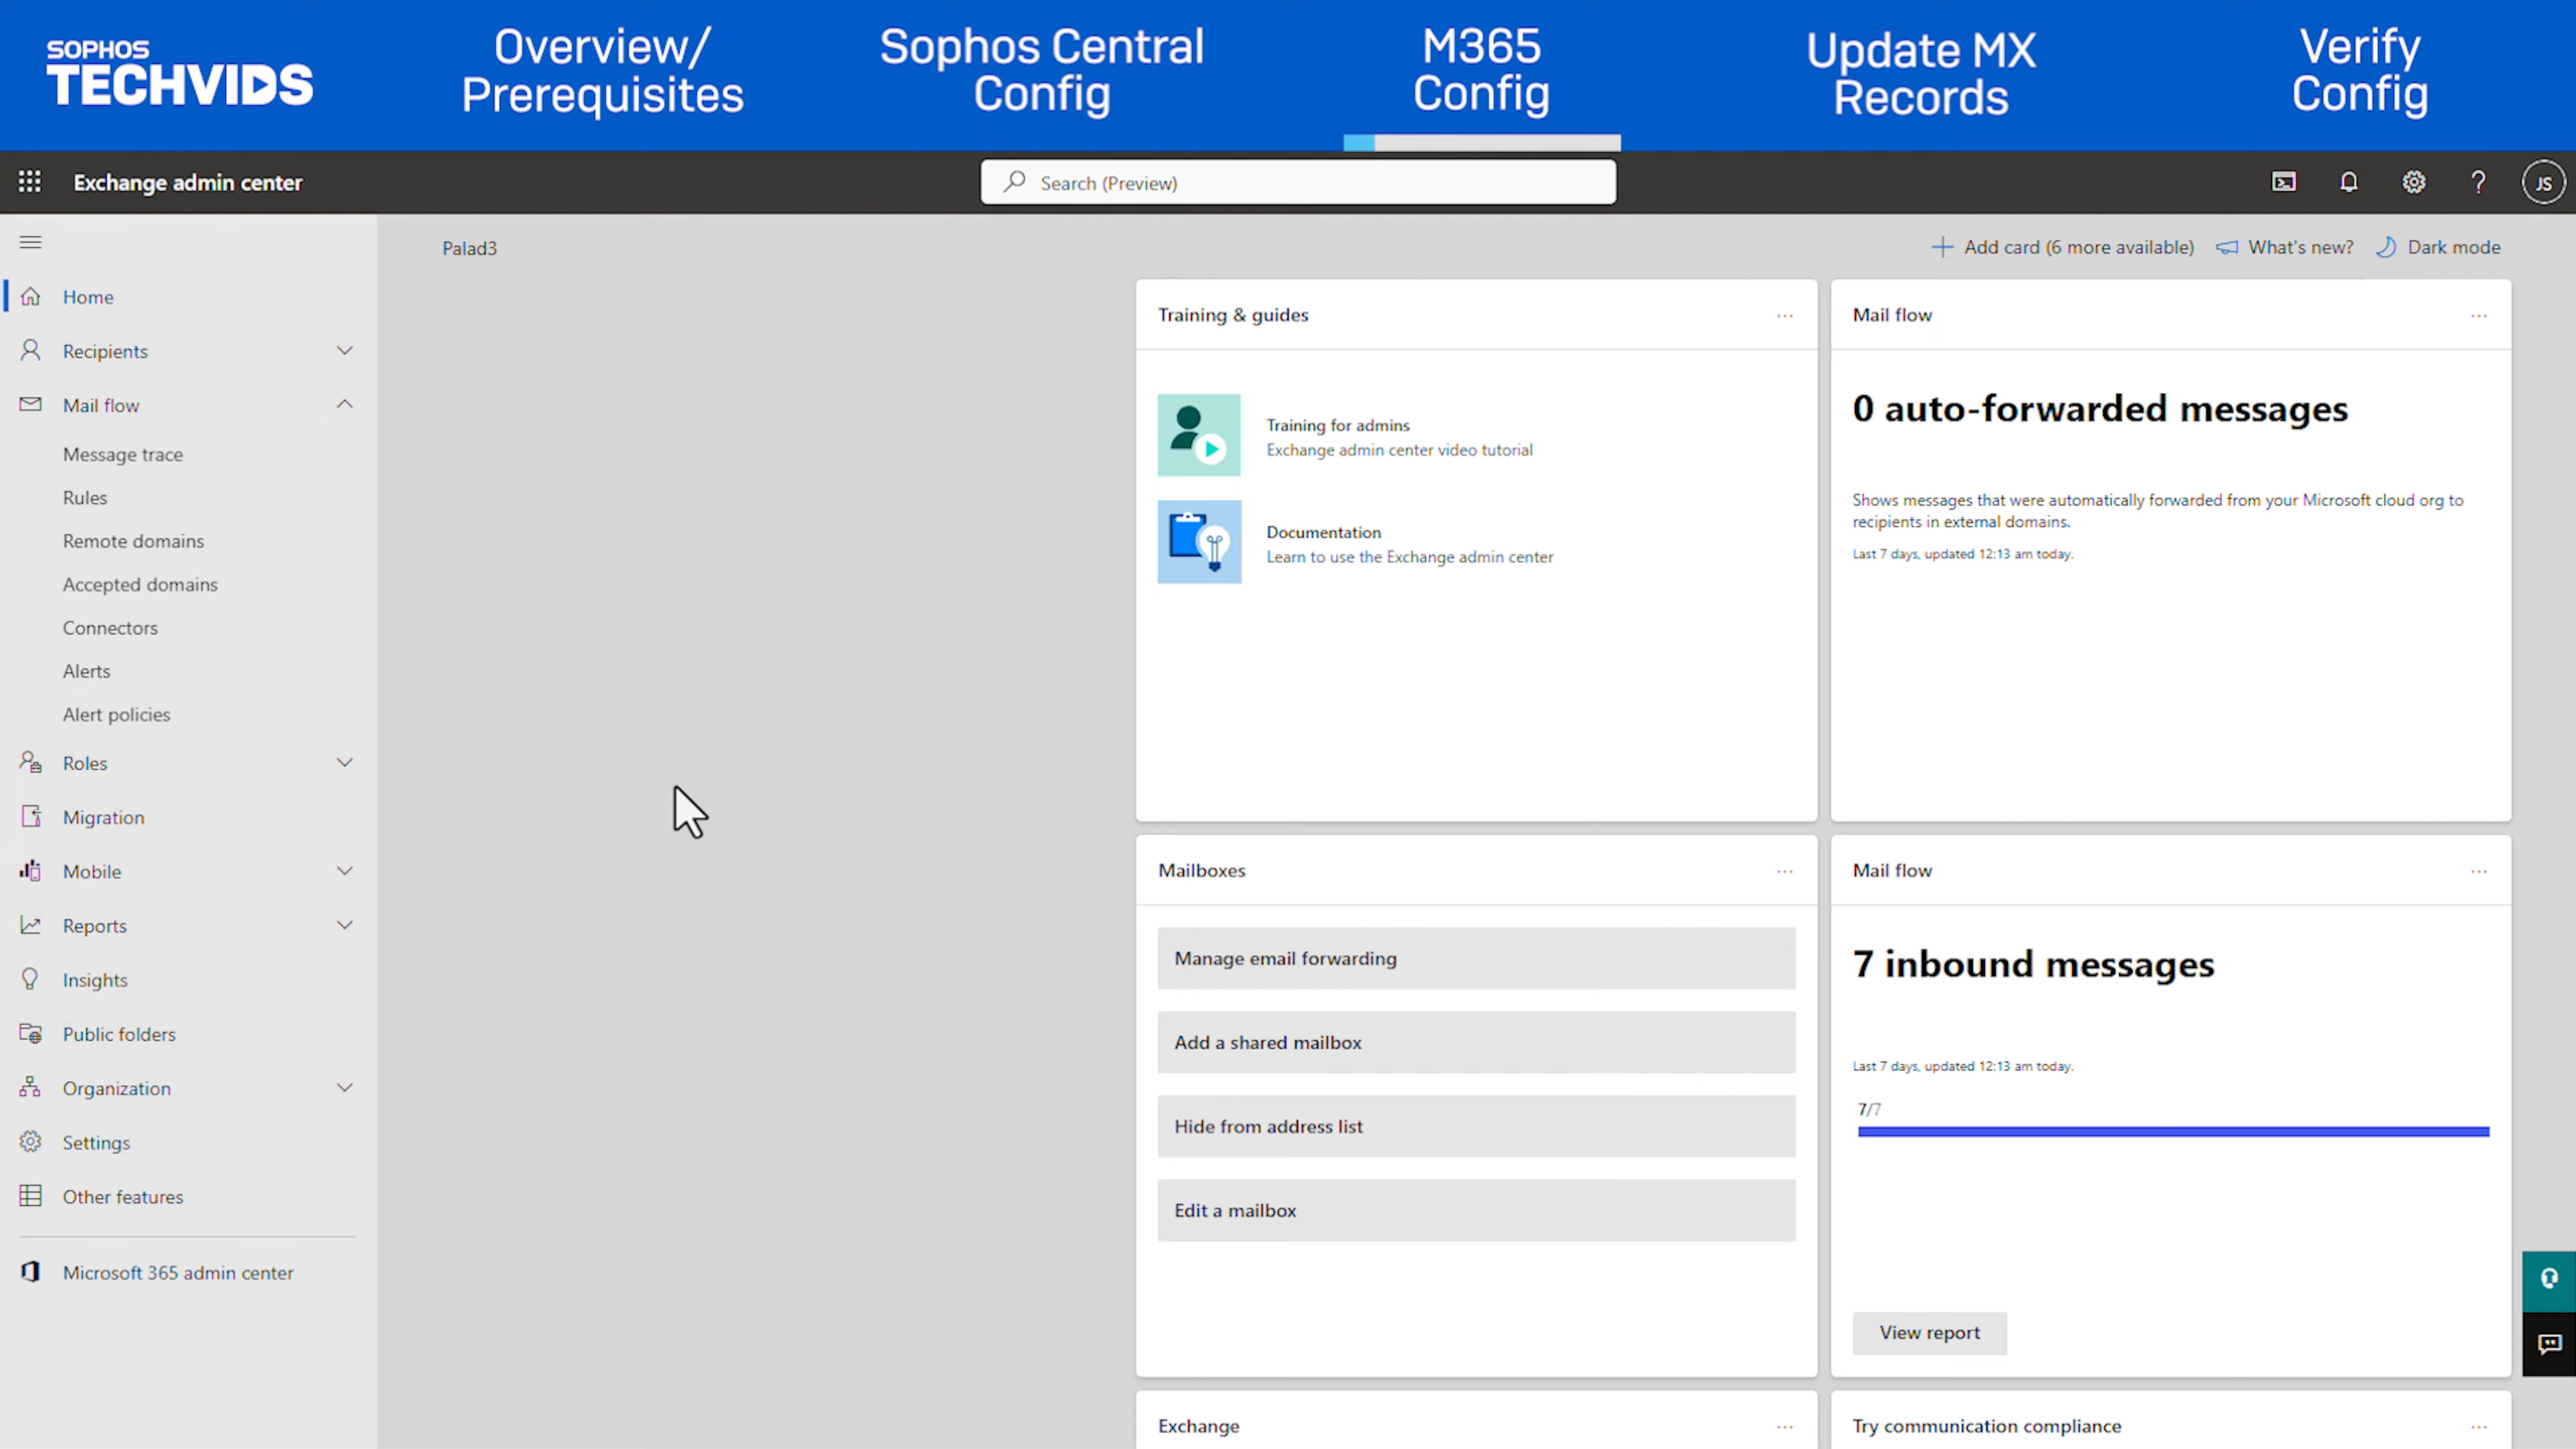 SOPHOS
TECHVIDS
Overview/
Prerequisites
Sophos Central
Config
M365
Config
Update MX
Records
Verify
Config
Exchange admin center
Search (Preview)
JS
Palad3
Add card (6 more available)
What's new?
Dark mode
Home
Recipients
Mail flow
Message trace
Rules
Remote domains
Accepted domains
Connectors
Alerts
Alert policies
Roles
Migration
Mobile
Reports
Insights
Public folders
Organization
Settings
Other features
Microsoft 365 admin center
Training & guides
Training for admins
Exchange admin center video tutorial
Documentation
Learn to use the Exchange admin center
Mail flow
0 auto-forwarded messages
Shows messages that were automatically forwarded from your Microsoft cloud org to
recipients in external domains.
Last 7 days, updated 12:13 am today.
Mailboxes
Manage email forwarding
Add a shared mailbox
Hide from address list
Edit a mailbox
Mail flow
7 inbound messages
Last 7 days, updated 12:13 am today.
7/7
View report
Exchange
Try communication compliance